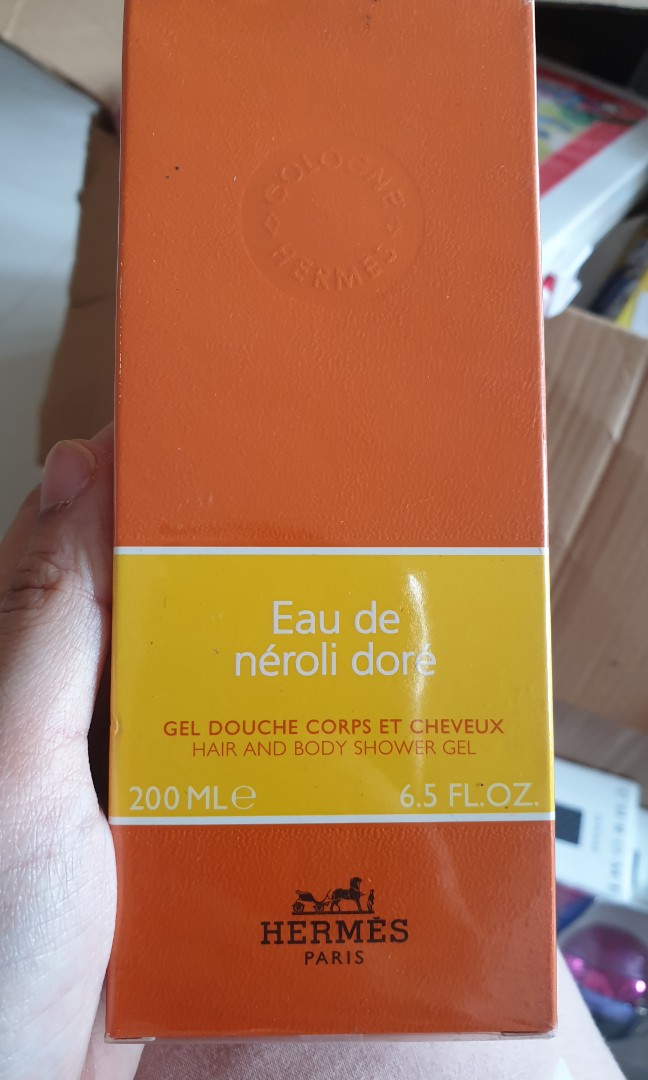 COLOGNE
HERMÈS
Eau de
néroli doré
GEL DOUCHE CORPS ET CHEVEUX
HAIR AND BODY SHOWER GEL
200 ML℮ 6.5 FL.OZ.
HERMÈS
PARIS